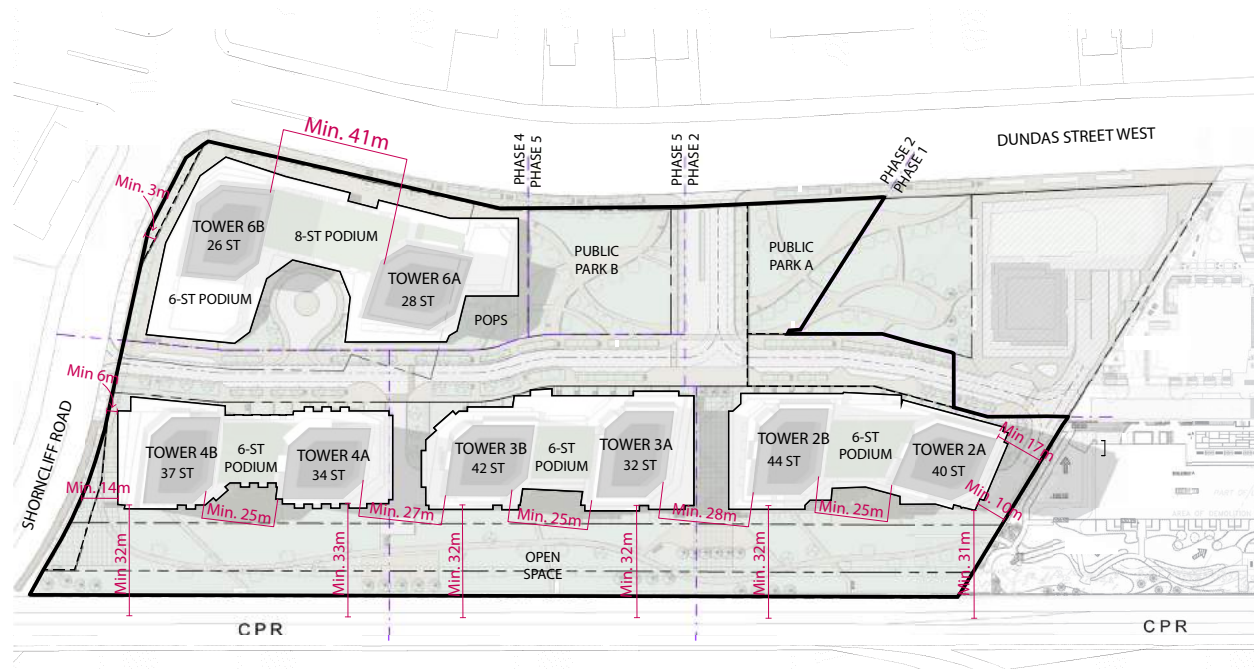 DUNDAS STREET WEST
Min. 41m
PHASE 4
PHASE 5
PHASE 5
PHASE 2
PHASE 2
PHASE 1
Min. 3m
TOWER 6B
26 ST
8-ST PODIUM
TOWER 6A
28 ST
6-ST PODIUM
POPS
PUBLIC
PARK B
PUBLIC
PARK A
Min 6m
SHORNCLIFF ROAD
TOWER 4B
37 ST
6-ST
PODIUM
TOWER 4A
34 ST
TOWER 3B
42 ST
6-ST
PODIUM
TOWER 3A
32 ST
TOWER 2B
44 ST
6-ST
PODIUM
TOWER 2A
40 ST
Min 17m
Min. 14m
Min. 25m
Min. 27m
Min. 25m
Min. 28m
Min. 25m
Min. 10m
Min. 32m
Min. 33m
Min. 32m
Min. 32m
Min. 32m
Min. 31m
OPEN
SPACE
AREA OF DEMOLITION
CPR
CPR